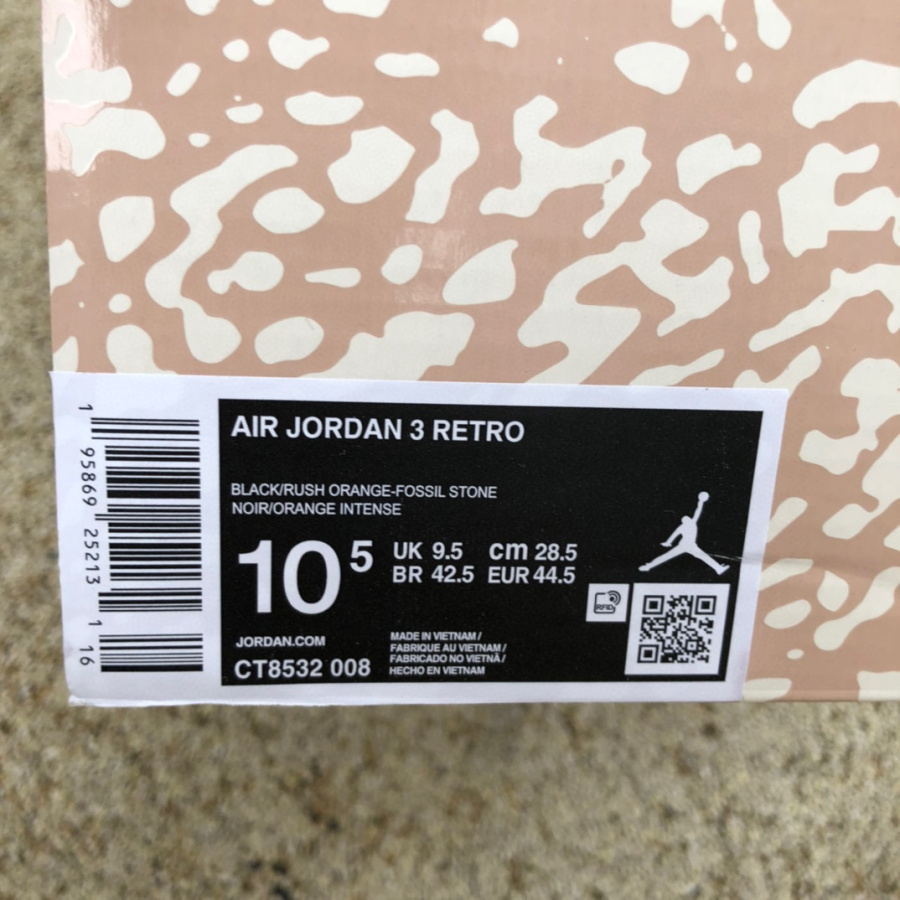 1 95869 25213 1 16
AIR JORDAN 3 RETRO
BLACK/RUSH ORANGE-FOSSIL STONE
NOIR/ORANGE INTENSE
10 5
UK 9.5 cm 28.5
BR 42.5 EUR 44.5
RFID
JORDAN.COM
CT8532 008
MADE IN VIETNAM /
FABRIQUE AU VIETNAM /
FABRICADO NO VIETNÃ /
HECHO EN VIETNAM